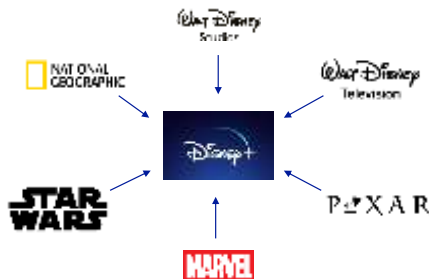 Walt Disney
Studios
NATIONAL
GEOGRAPHIC
Walt Disney
Television
Disney+
STAR
WARS
PIXAR
MARVEL